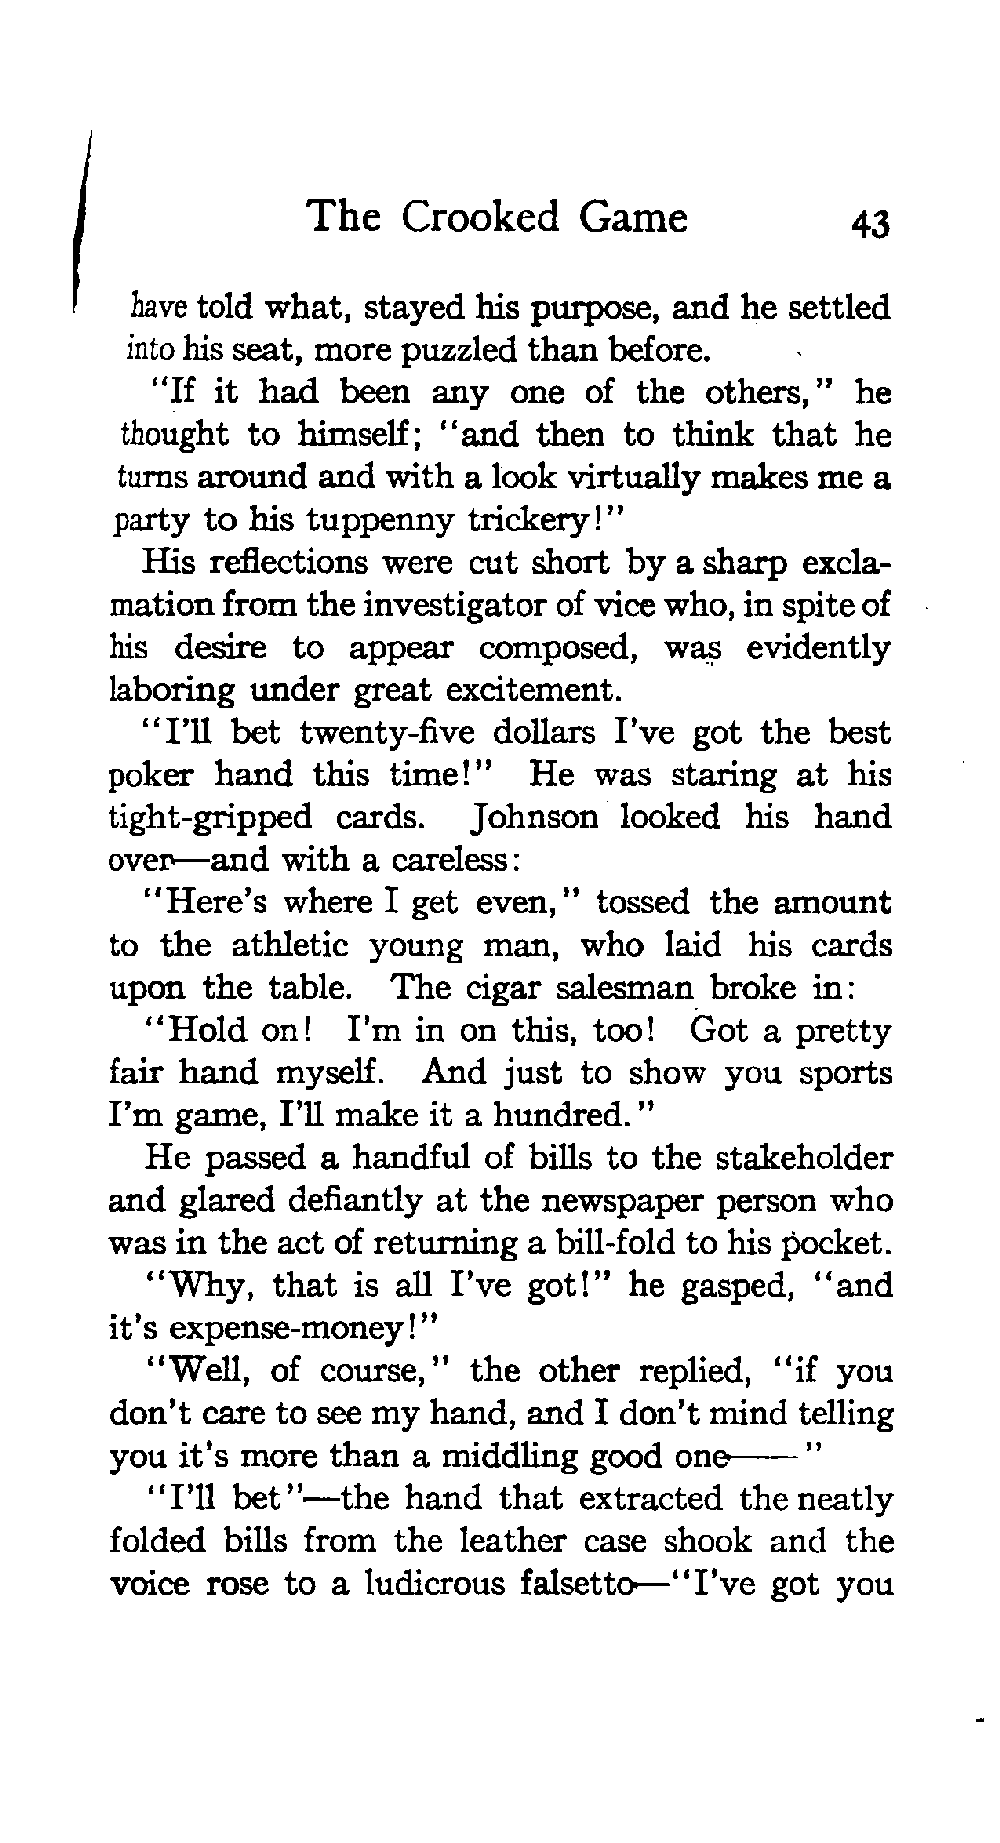 The Crooked Game 43
have told what, stayed his purpose, and he settled
into his seat, more puzzled than before.
"If it had been any one of the others," he
thought to himself; "and then to think that he
turns around and with a look virtually makes me a
party to his tuppenny trickery!"
His reflections were cut short by a sharp excla-
mation from the investigator of vice who, in spite of
his desire to appear composed, was evidently
laboring under great excitement.
"I'll bet twenty-five dollars I've got the best
poker hand this time!" He was staring at his
tight-gripped cards. Johnson looked his hand
over—and with a careless:
"Here's where I get even," tossed the amount
to the athletic young man, who laid his cards
upon the table. The cigar salesman broke in:
"Hold on! I'm in on this, too! Got a pretty
fair hand myself. And just to show you sports
I'm game, I'll make it a hundred."
He passed a handful of bills to the stakeholder
and glared defiantly at the newspaper person who
was in the act of returning a bill-fold to his pocket.
"Why, that is all I've got!" he gasped, "and
it's expense-money!"
"Well, of course," the other replied, "if you
don't care to see my hand, and I don't mind telling
you it's more than a middling good one——"
"I'll bet"—the hand that extracted the neatly
folded bills from the leather case shook and the
voice rose to a ludicrous falsetto—"I've got you